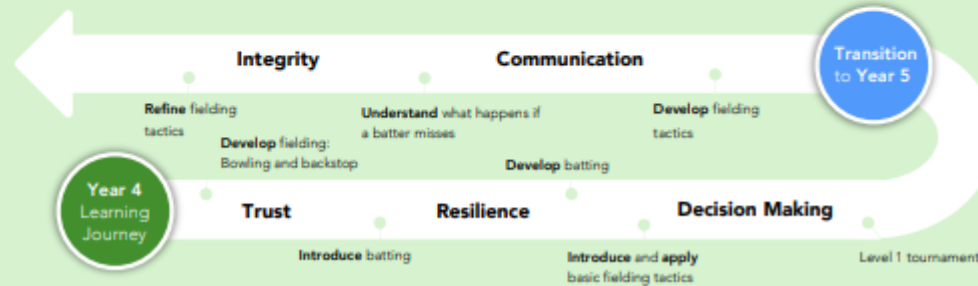 Integrity
Communication
Transition
to Year 5
Refine fielding
tactics
Understand what happens if
a batter misses
Develop fielding
tactics
Develop fielding:
Bowling and backstop
Develop batting
Year 4
Learning
Journey
Trust
Resilience
Decision Making
Introduce batting
Introduce and apply
basic fielding tactics
Level 1 tournament